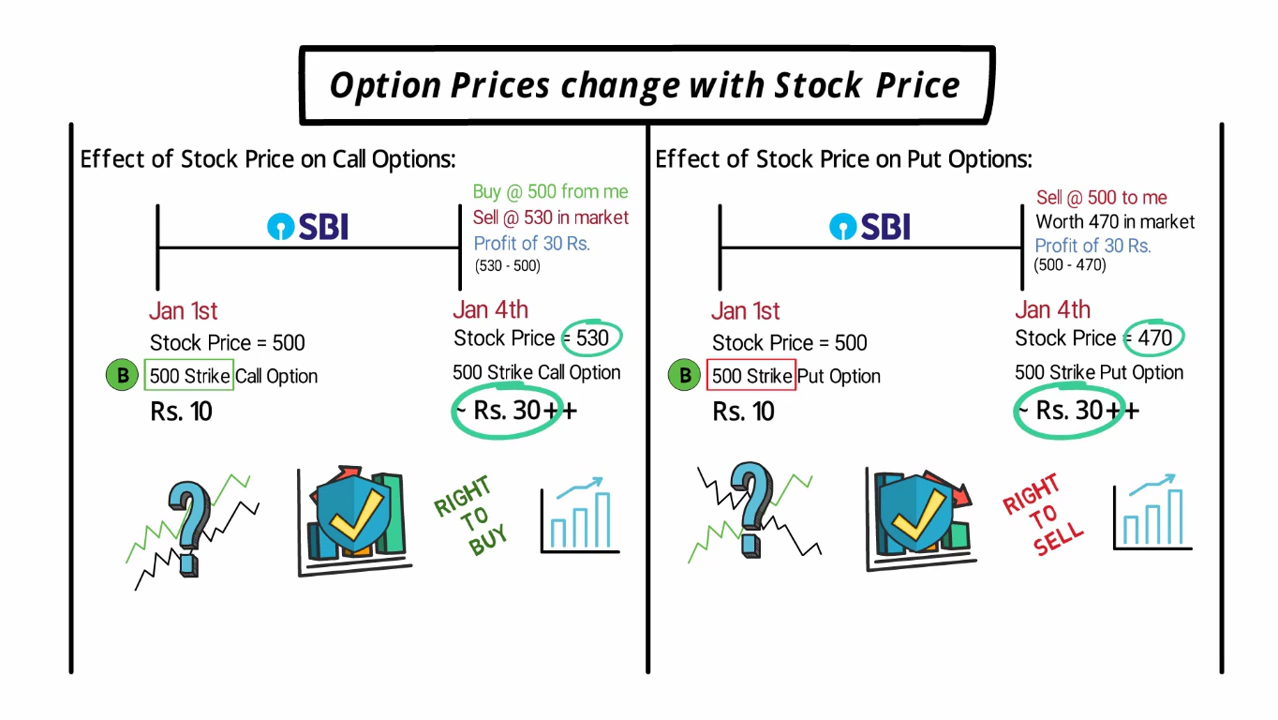 Option Prices change with Stock Price
Effect of Stock Price on Call Options:
SBI
Buy @ 500 from me
Sell @ 530 in market
Profit of 30 Rs.
(530 - 500)
Jan 1st
Stock Price = 500
B
500 Strike Call Option
Rs. 10
Jan 4th
Stock Price = 530
500 Strike Call Option
~ Rs. 30++
RIGHT
TO
BUY
Effect of Stock Price on Put Options:
SBI
Sell @ 500 to me
Worth 470 in market
Profit of 30 Rs.
(500 - 470)
Jan 1st
Stock Price = 500
B
500 Strike Put Option
Rs. 10
Jan 4th
Stock Price = 470
500 Strike Put Option
~ Rs. 30++
RIGHT
TO
SELL